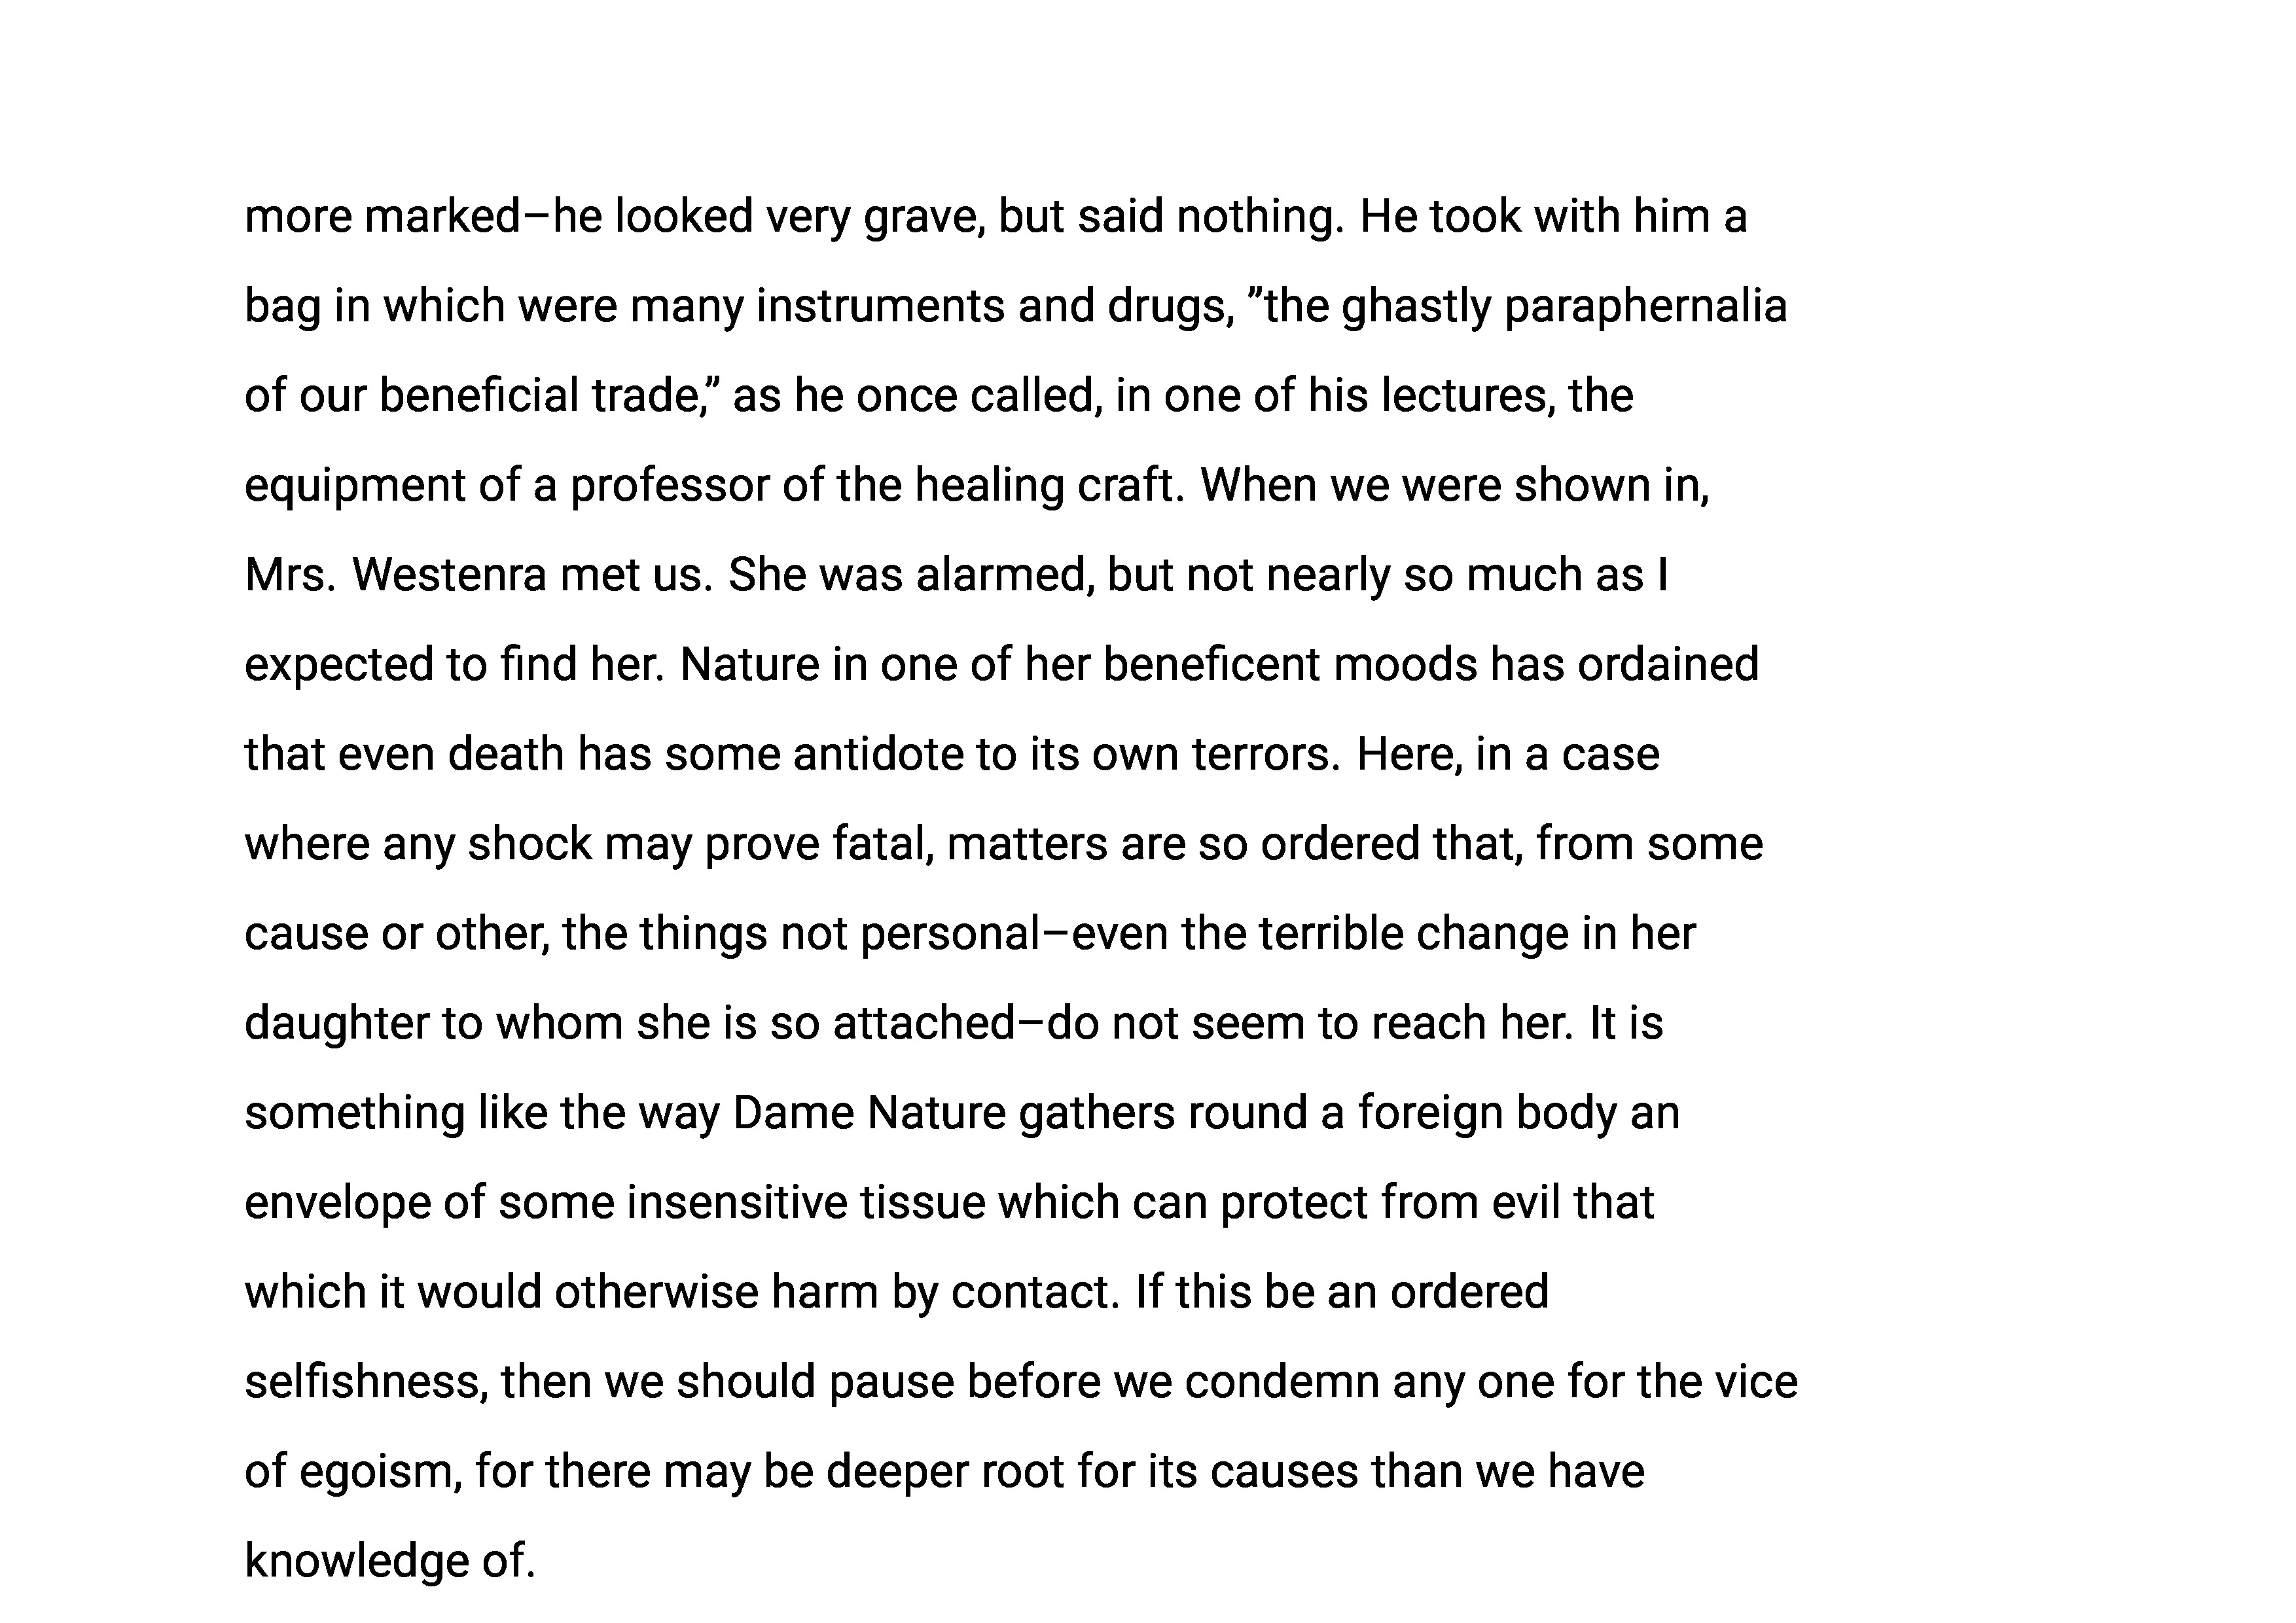 more marked–he looked very grave, but said nothing. He took with him a
bag in which were many instruments and drugs, ”the ghastly paraphernalia
of our beneficial trade,” as he once called, in one of his lectures, the
equipment of a professor of the healing craft. When we were shown in,
Mrs. Westenra met us. She was alarmed, but not nearly so much as I
expected to find her. Nature in one of her beneficent moods has ordained
that even death has some antidote to its own terrors. Here, in a case
where any shock may prove fatal, matters are so ordered that, from some
cause or other, the things not personal–even the terrible change in her
daughter to whom she is so attached–do not seem to reach her. It is
something like the way Dame Nature gathers round a foreign body an
envelope of some insensitive tissue which can protect from evil that
which it would otherwise harm by contact. If this be an ordered
selfishness, then we should pause before we condemn any one for the vice
of egoism, for there may be deeper root for its causes than we have
knowledge of.